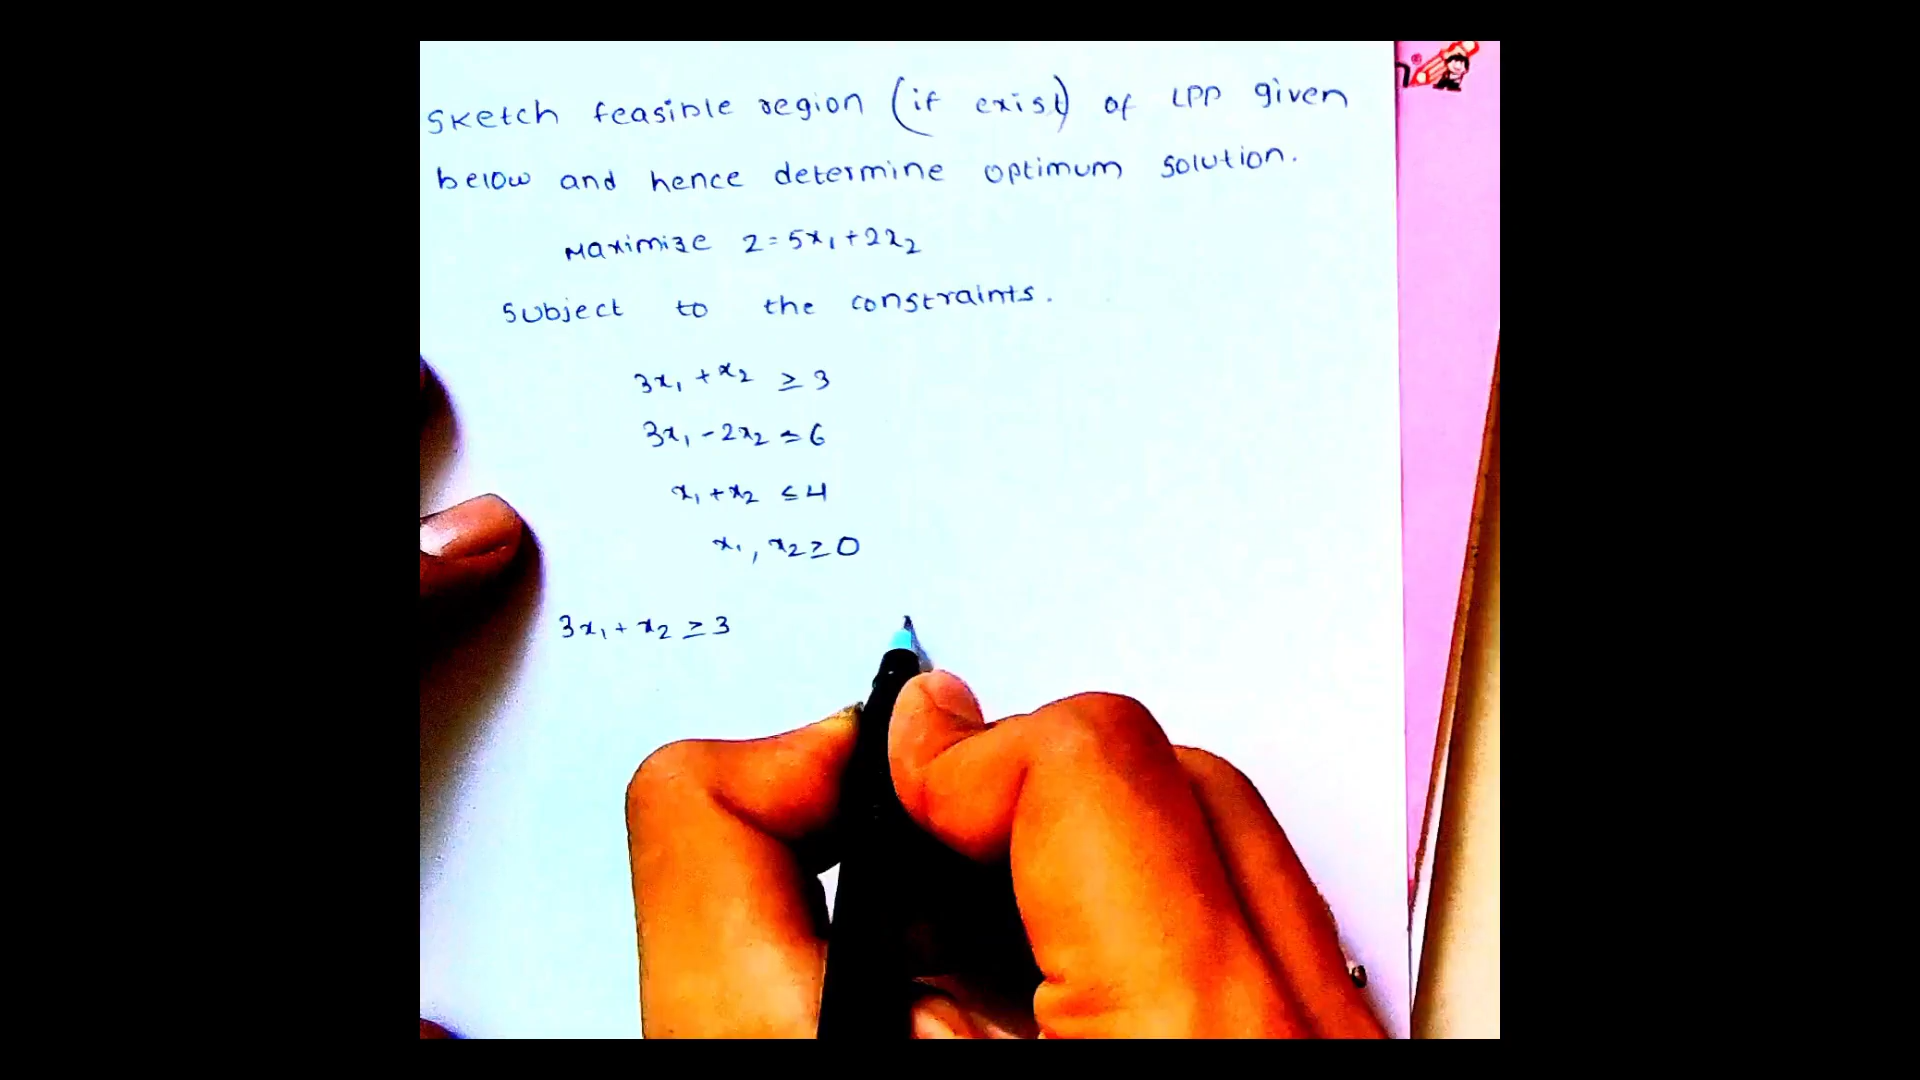 Sketch feasible region (if exist) of LPP given
below and hence determine optimum solution.
Maximize z=5x₁+2x₂
Subject to the constraints.
3x₁+x₂ ≥ 3
3x₁-2x₂ ≤ 6
x₁+x₂ ≤ 4
x₁, x₂ ≥ 0
3x₁+x₂ ≥ 3